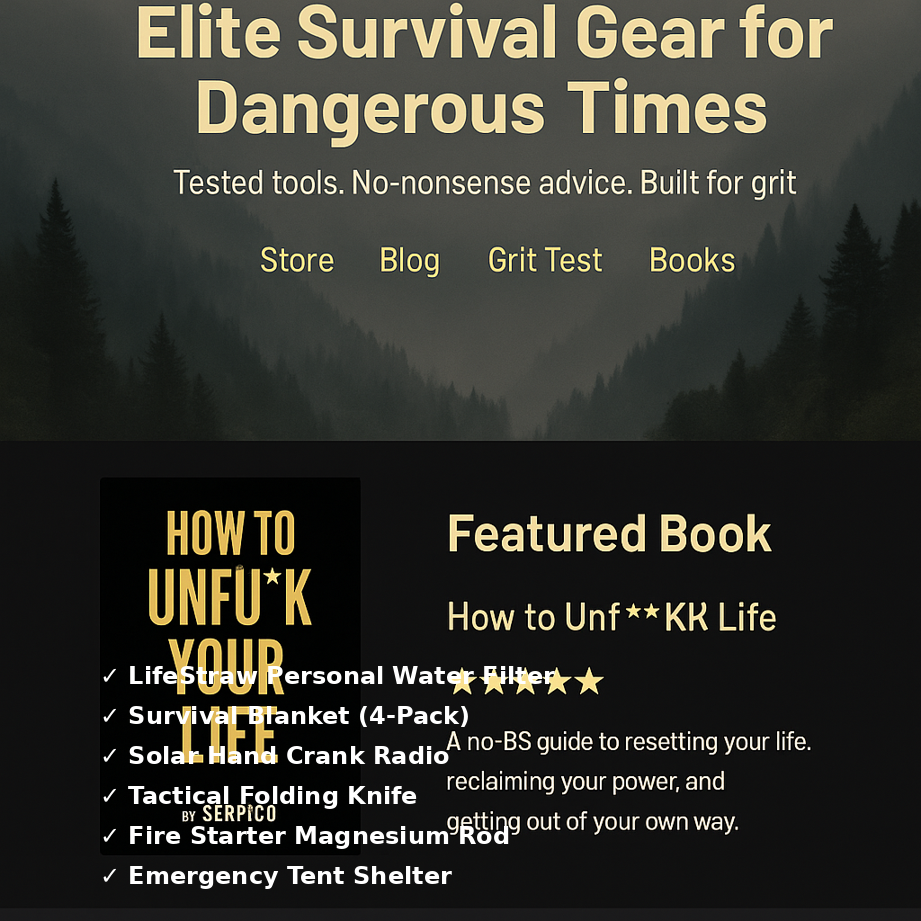 Elite Survival Gear for
Dangerous Times
Tested tools. No-nonsense advice. Built for grit
Store Blog Grit Test Books
HOW TO
UNFU★K
YOUR
LIFE
BY SERPICO
Featured Book
How to Unf★★KK Life
★★★★★
A no-BS guide to resetting your life.
reclaiming your power, and
getting out of your own way.
✓ LifeStraw Personal Water Filter
✓ Survival Blanket (4-Pack)
✓ Solar Hand Crank Radio
✓ Tactical Folding Knife
✓ Fire Starter Magnesium Rod
✓ Emergency Tent Shelter